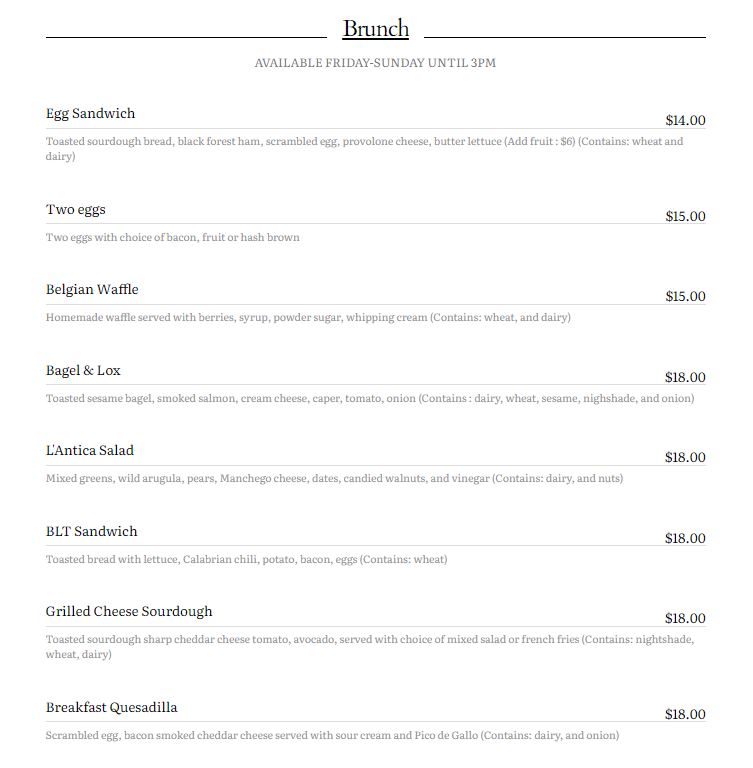 Brunch
AVAILABLE FRIDAY-SUNDAY UNTIL 3PM
Egg Sandwich
$14.00
Toasted sourdough bread, black forest ham, scrambled egg, provolone cheese, butter lettuce (Add fruit : $6) (Contains: wheat and
dairy)
Two eggs
$15.00
Two eggs with choice of bacon, fruit or hash brown
Belgian Waffle
$15.00
Homemade waffle served with berries, syrup, powder sugar, whipping cream (Contains: wheat, and dairy)
Bagel & Lox
$18.00
Toasted sesame bagel, smoked salmon, cream cheese, caper, tomato, onion (Contains : dairy, wheat, sesame, nighshade, and onion)
L'Antica Salad
$18.00
Mixed greens, wild arugula, pears, Manchego cheese, dates, candied walnuts, and vinegar (Contains: dairy, and nuts)
BLT Sandwich
$18.00
Toasted bread with lettuce, Calabrian chili, potato, bacon, eggs (Contains: wheat)
Grilled Cheese Sourdough
$18.00
Toasted sourdough sharp cheddar cheese tomato, avocado, served with choice of mixed salad or french fries (Contains: nightshade,
wheat, dairy)
Breakfast Quesadilla
$18.00
Scrambled egg, bacon smoked cheddar cheese served with sour cream and Pico de Gallo (Contains: dairy, and onion)